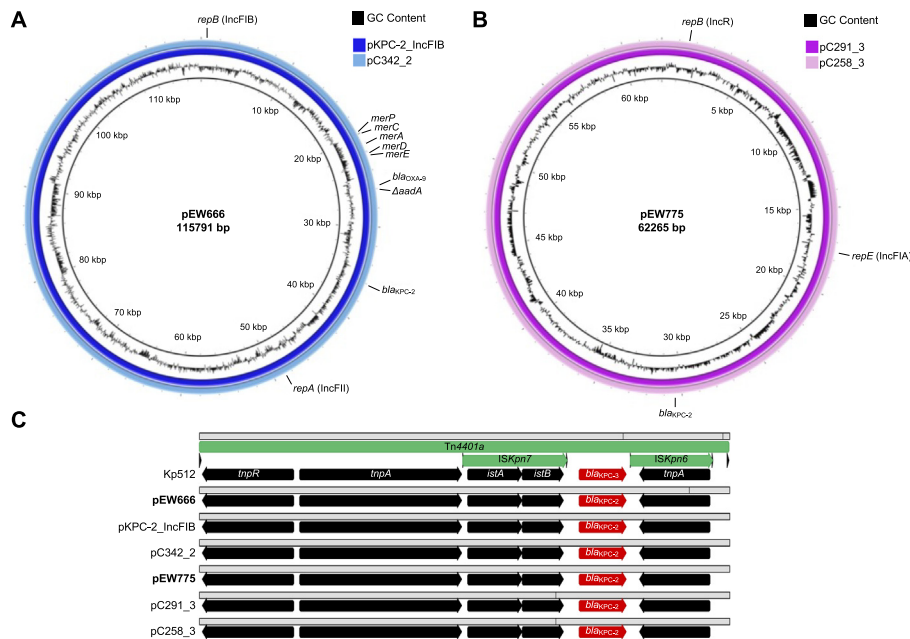 A
repB (IncFIB)
GC Content
pKPC-2_IncFIB
pC342_2
110 kbp
10 kbp
100 kbp
20 kbp
90 kbp
30 kbp
80 kbp
40 kbp
70 kbp
50 kbp
60 kbp
merP
merC
merA
merD
merE
blaOXA-9
ΔaadA
blaKPC-2
repA (IncFII)
pEW666
115791 bp
B
repB (IncR)
GC Content
pC291_3
pC258_3
60 kbp
5 kbp
55 kbp
10 kbp
50 kbp
15 kbp
45 kbp
20 kbp
40 kbp
25 kbp
35 kbp
30 kbp
repE (IncFIA)
blaKPC-2
pEW775
62265 bp
C
Tn4401a
ISKpn7 ISKpn6
Kp512 tnpR tnpA istA istB blaKPC-3 tnpA
pEW666 blaKPC-2
pKPC-2_IncFIB blaKPC-2
pC342_2 blaKPC-2
pEW775 blaKPC-2
pC291_3 blaKPC-2
pC258_3 blaKPC-2